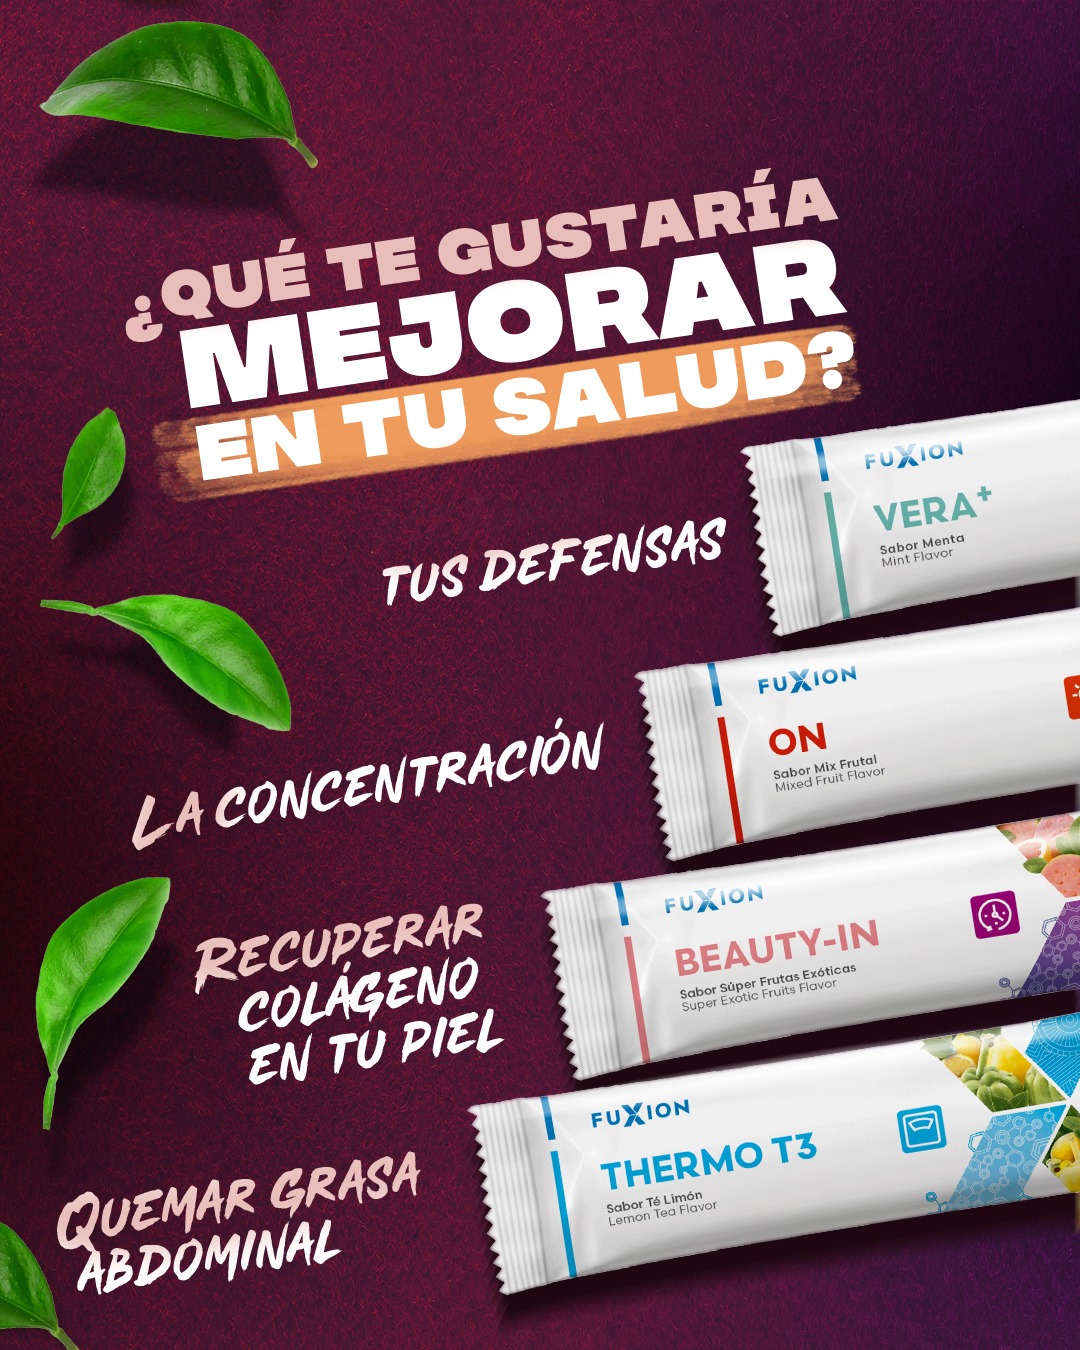 ¿QUÉ TE GUSTARÍA
MEJORAR
EN TU SALUD?
TUS DEFENSAS
FUXION
VERA+
Sabor Menta
Mint Flavor
LA CONCENTRACIÓN
FUXION
ON
Sabor Mix Frutal
Mixed Fruit Flavor
RECUPERAR
COLÁGENO
EN TU PIEL
FUXION
BEAUTY-IN
Sabor Súper Frutas Exóticas
Super Exotic Fruits Flavor
QUEMAR GRASA
ABDOMINAL
FUXION
THERMO T3
Sabor Té Limón
Lemon Tea Flavor